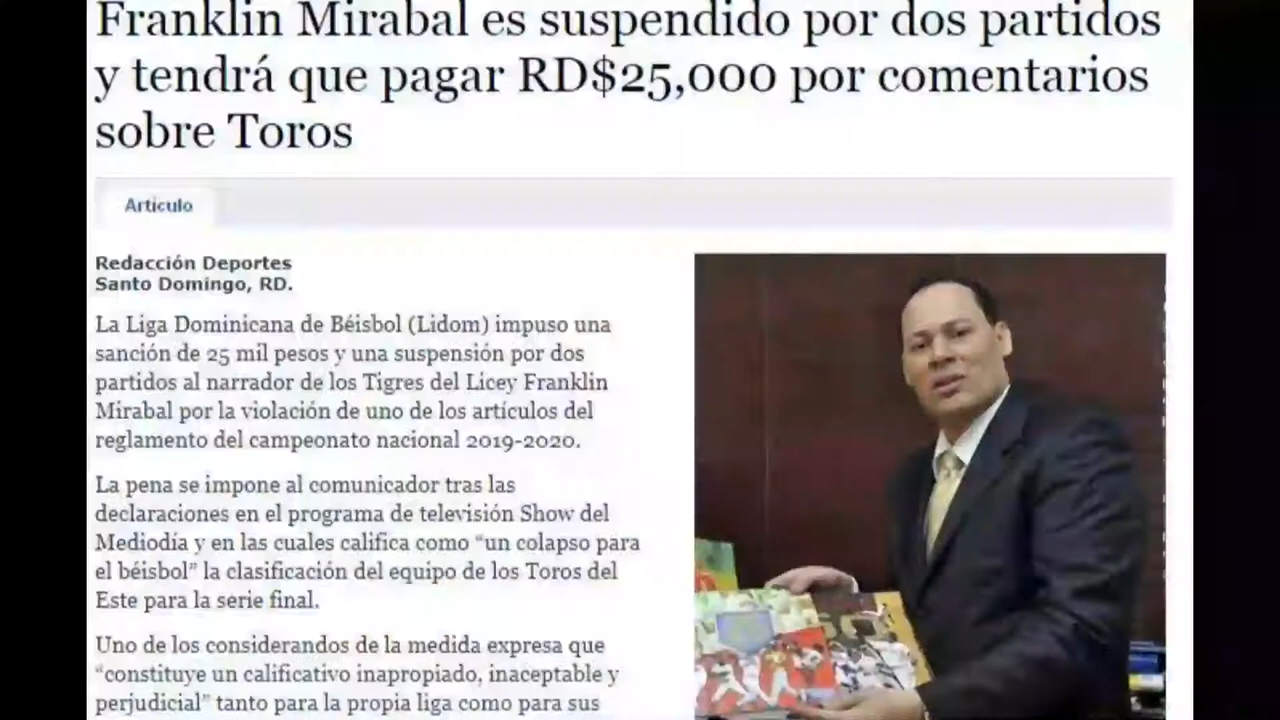 Franklin Mirabal es suspendido por dos partidos
y tendrá que pagar RD$25,000 por comentarios
sobre Toros
Artículo
Redacción Deportes
Santo Domingo, RD.
La Liga Dominicana de Béisbol (Lidom) impuso una
sanción de 25 mil pesos y una suspensión por dos
partidos al narrador de los Tigres del Licey Franklin
Mirabal por la violación de uno de los artículos del
reglamento del campeonato nacional 2019-2020.
La pena se impone al comunicador tras las
declaraciones en el programa de televisión Show del
Mediodía y en las cuales califica como “un colapso para
el béisbol” la clasificación del equipo de los Toros del
Este para la serie final.
Uno de los considerandos de la medida expresa que
“constituye un calificativo inapropiado, inaceptable y
perjudicial” tanto para la propia liga como para sus